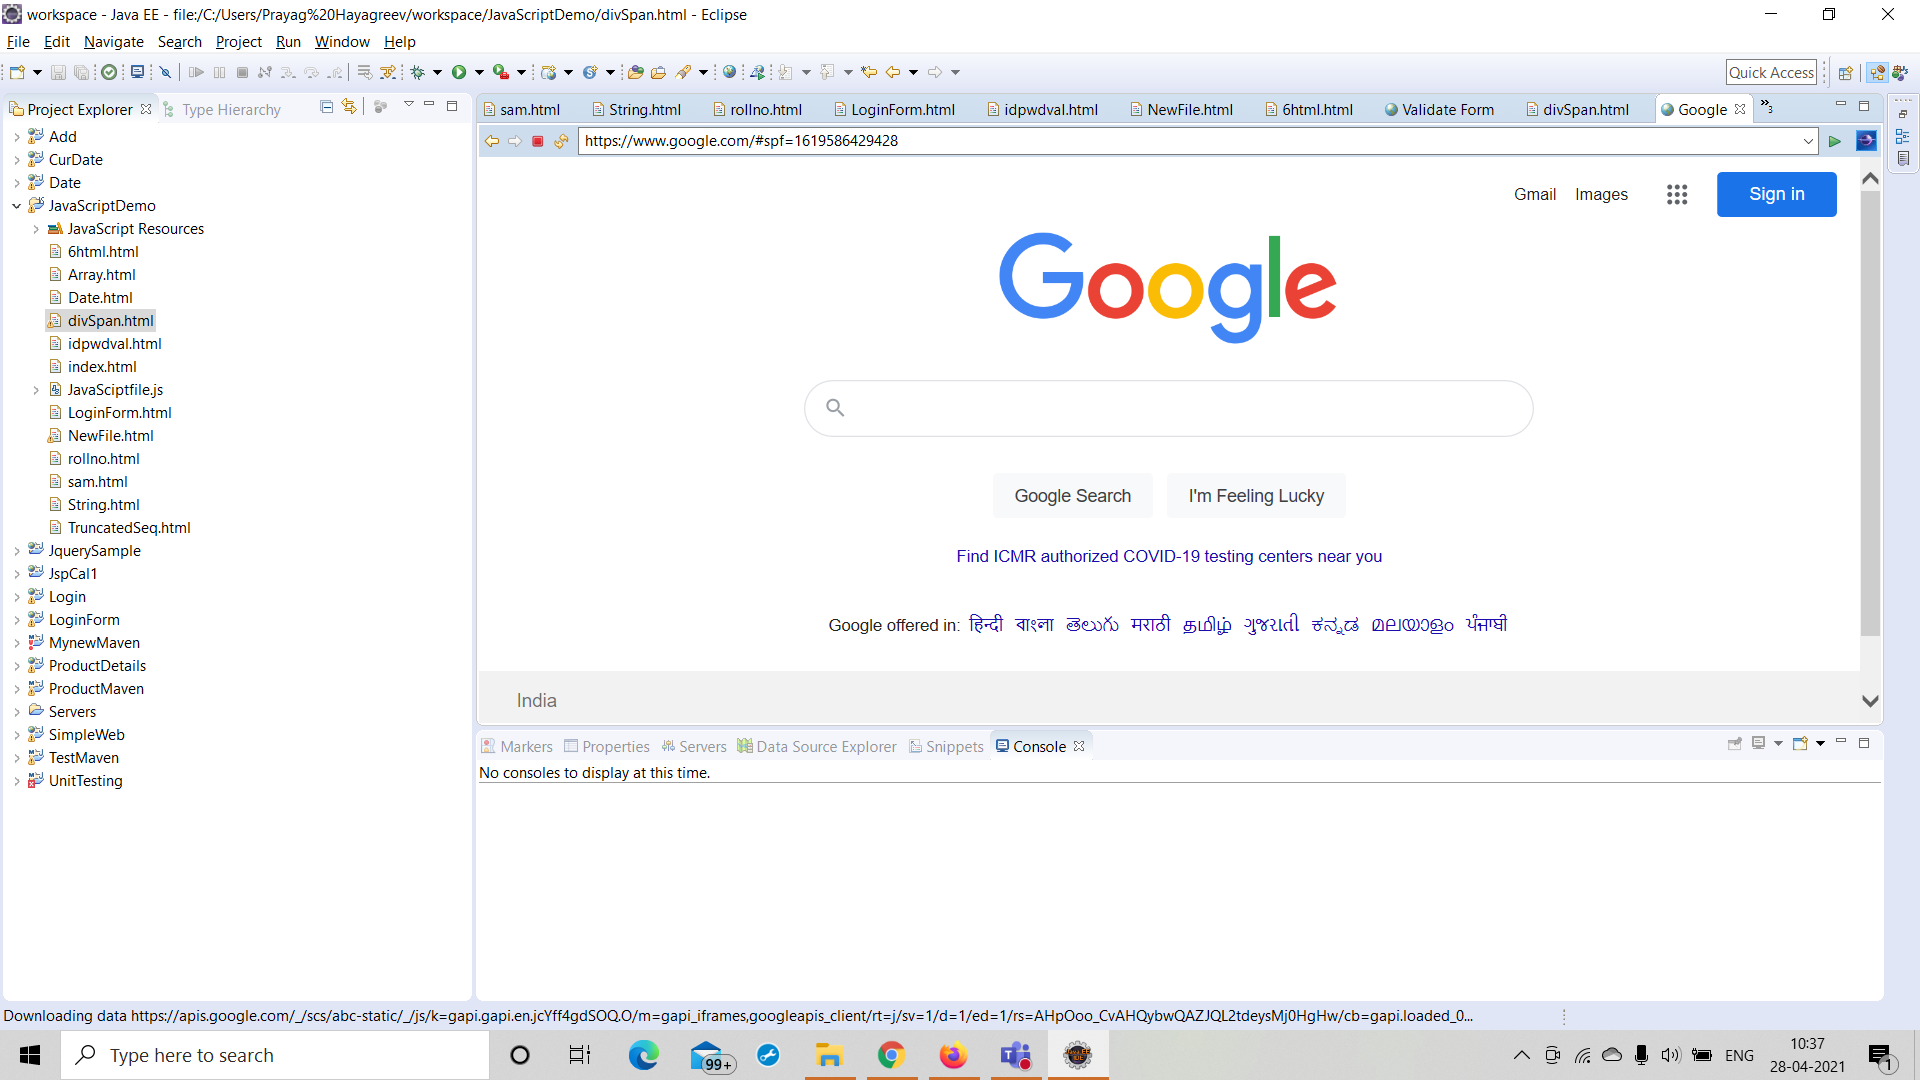 workspace - Java EE - file:/C:/Users/Prayag%20Hayagreev/workspace/JavaScriptDemo/divSpan.html - Eclipse
File Edit Navigate Search Project Run Window Help
Quick Access
Project Explorer Type Hierarchy
Add
CurDate
Date
JavaScriptDemo
JavaScript Resources
6html.html
Array.html
Date.html
divSpan.html
idpwdval.html
index.html
JavaSciptfile.js
LoginForm.html
NewFile.html
rollno.html
sam.html
String.html
TruncatedSeq.html
JquerySample
JspCal1
Login
LoginForm
MynewMaven
ProductDetails
ProductMaven
Servers
SimpleWeb
TestMaven
UnitTesting
sam.html String.html rollno.html LoginForm.html idpwdval.html NewFile.html 6html.html Validate Form divSpan.html Google »3
https://www.google.com/#spf=1619586429428
Gmail Images Sign in
Google
Google Search I'm Feeling Lucky
Find ICMR authorized COVID-19 testing centers near you
Google offered in: हिन्दी বাংলা తెలుగు मराठी தமிழ் ગુજરાતી ಕನ್ನಡ മലയാളം ਪੰਜਾਬੀ
India
Markers Properties Servers Data Source Explorer Snippets Console
No consoles to display at this time.
Downloading data https://apis.google.com/_/scs/abc-static/_/js/k=gapi.gapi.en.jcYff4gdSOQ.O/m=gapi_iframes,googleapis_client/rt=j/sv=1/d=1/ed=1/rs=AHpOoo_CvAHQybwQAZJQL2tdeysMj0HgHw/cb=gapi.loaded_0...
Type here to search
99+
ENG
10:37
28-04-2021
1